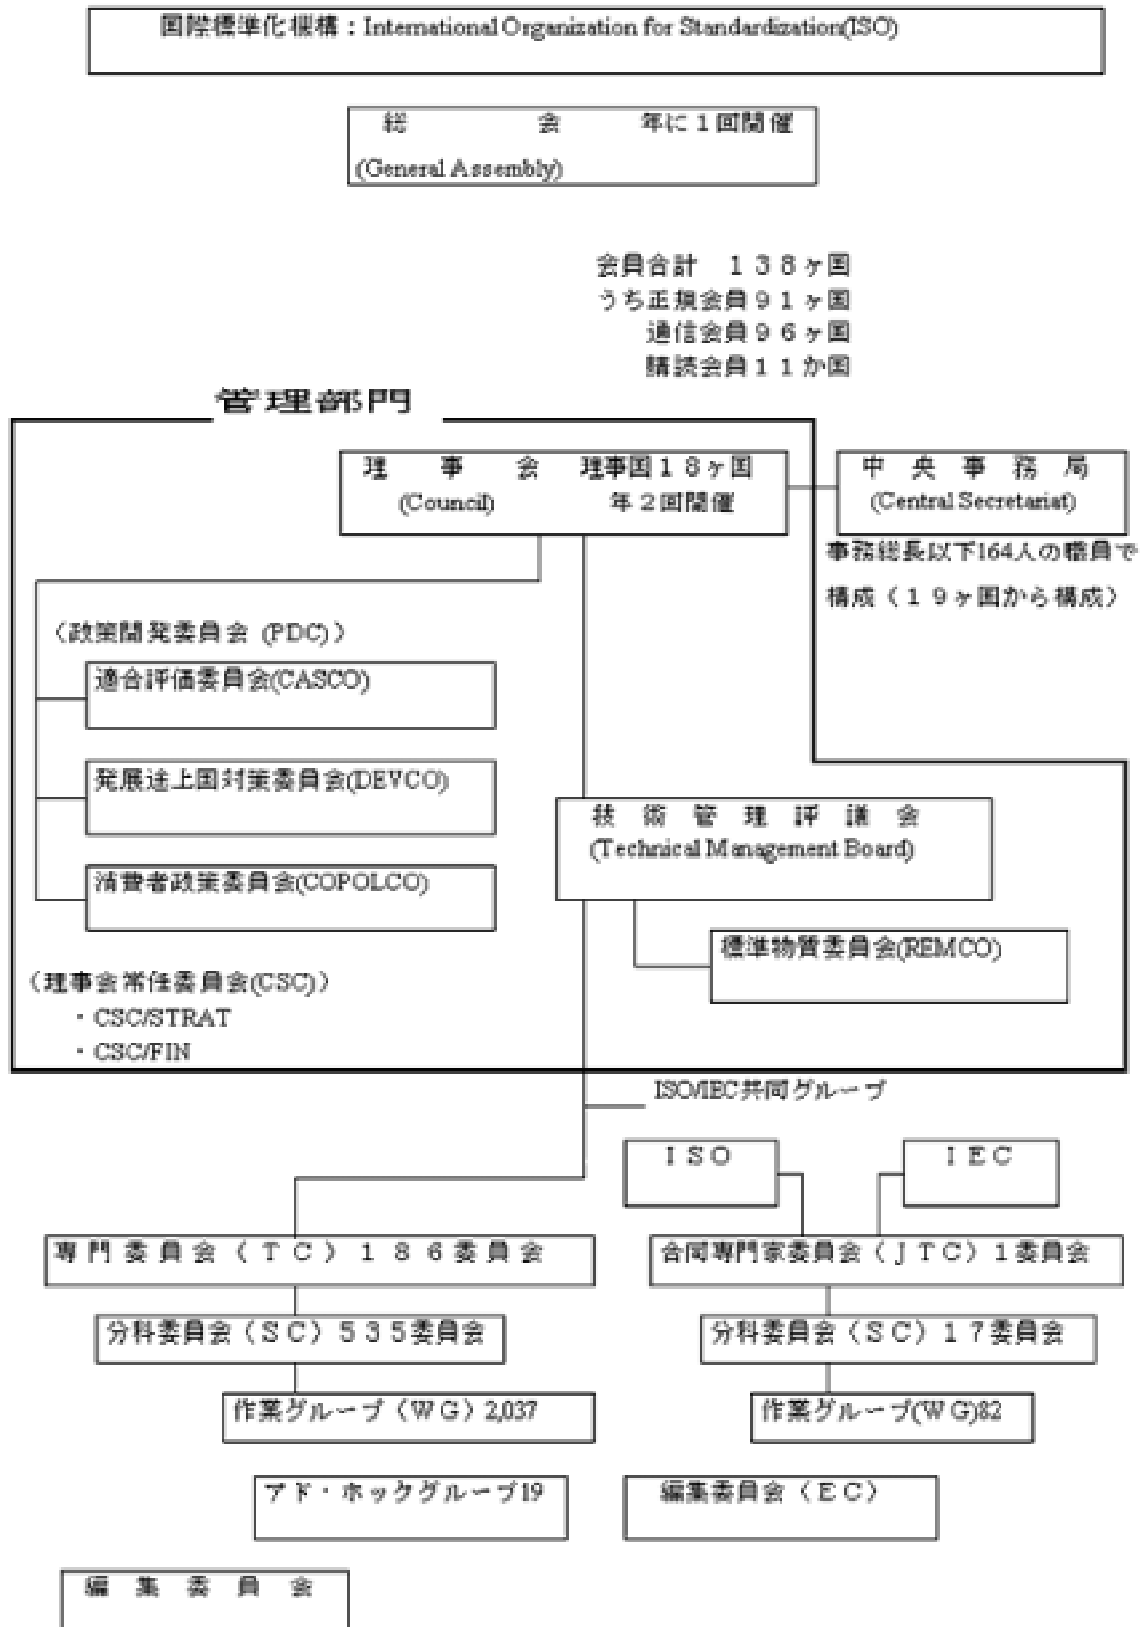 国際標準化機構：International Organization for Standardization(ISO)
総 会 年に１回開催
(General Assembly)
会員合計 １３８ヶ国
うち正規会員９１ヶ国
通信会員９６ヶ国
購読会員１１か国
管理部門
理 事 会 理事国１８ヶ国
(Council) 年２回開催
中 央 事 務 局
(Central Secretariat)
事務総長以下164人の職員で
構成（１９ヶ国から構成）
（政策開発委員会 (PDC)）
適合評価委員会(CASCO)
発展途上国対策委員会(DEVCO)
消費者政策委員会(COPOLCO)
技 術 管 理 評 議 会
(Technical Management Board)
標準物質委員会(REMCO)
（理事会常任委員会(CSC)）
・CSC/STRAT
・CSC/FIN
ISO/IEC共同グループ
ＩＳＯ
ＩＥＣ
専門委員会（ＴＣ）１８６委員会
合同専門家委員会（ＪＴＣ）１委員会
分科委員会（ＳＣ）５３５委員会
分科委員会（ＳＣ）１７委員会
作業グループ（ＷＧ）2,037
作業グループ(ＷＧ)82
アド・ホックグループ19
編集委員会（ＥＣ）
編 集 委 員 会